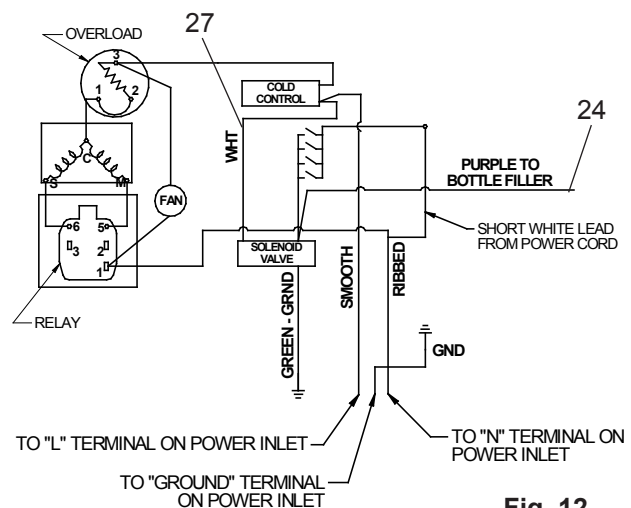 OVERLOAD
27
3
1
2
COLD
CONTROL
24
WHT
C
S
M
PURPLE TO
BOTTLE FILLER
FAN
6
5
3
2
1
SOLENOID
VALVE
SHORT WHITE LEAD
FROM POWER CORD
SMOOTH
RIBBED
GREEN - GRND
RELAY
GND
TO "L" TERMINAL ON POWER INLET
TO "N" TERMINAL ON
POWER INLET
TO "GROUND" TERMINAL
ON POWER INLET
Fig. 12